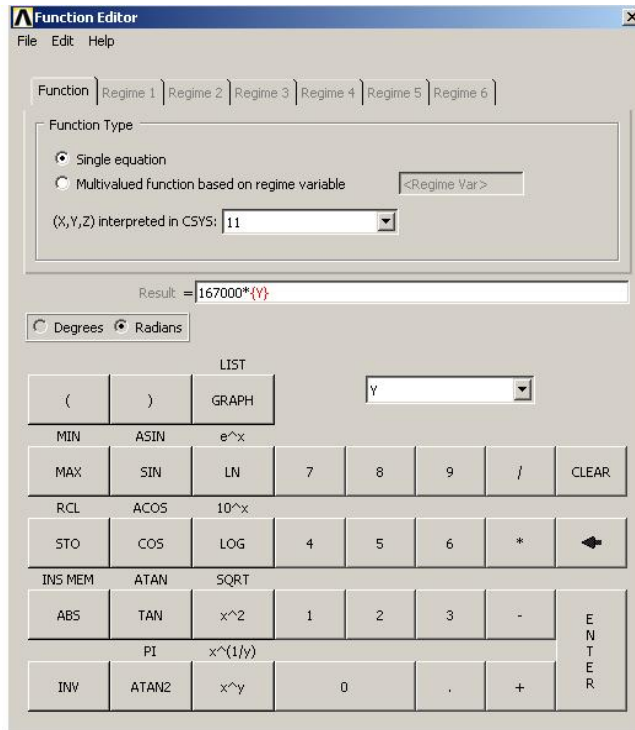 Function Editor
File Edit Help
Function Regime 1 Regime 2 Regime 3 Regime 4 Regime 5 Regime 6
Function Type
Single equation
Multivalued function based on regime variable <Regime Var>
(X,Y,Z) interpreted in CSYS: 11
Result =167000*{Y}
Degrees Radians
LIST
( ) GRAPH Y
MIN ASIN e^x
MAX SIN LN 7 8 9 / CLEAR
RCL ACOS 10^x
STO COS LOG 4 5 6 *
INS MEM ATAN SQRT
ABS TAN x^2 1 2 3 - ENTER
PI x^(1/y)
INV ATAN2 x^y 0 . +